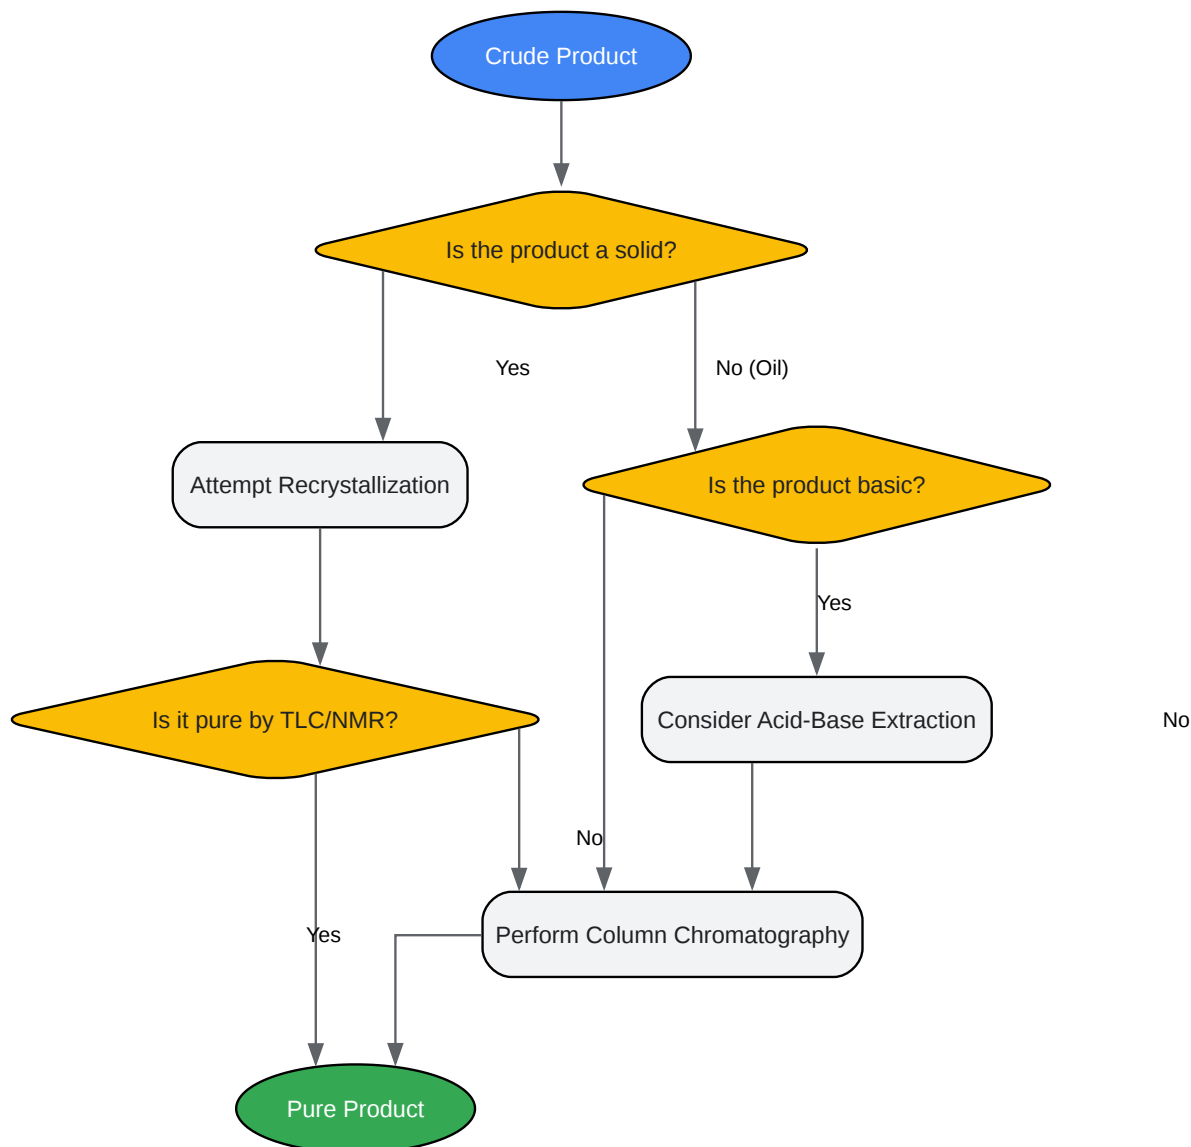 Crude Product
Is the product a solid?
Yes
No (Oil)
Attempt Recrystallization
Is the product basic?
Yes
Is it pure by TLC/NMR?
Consider Acid-Base Extraction
No
No
Yes
Perform Column Chromatography
Pure Product